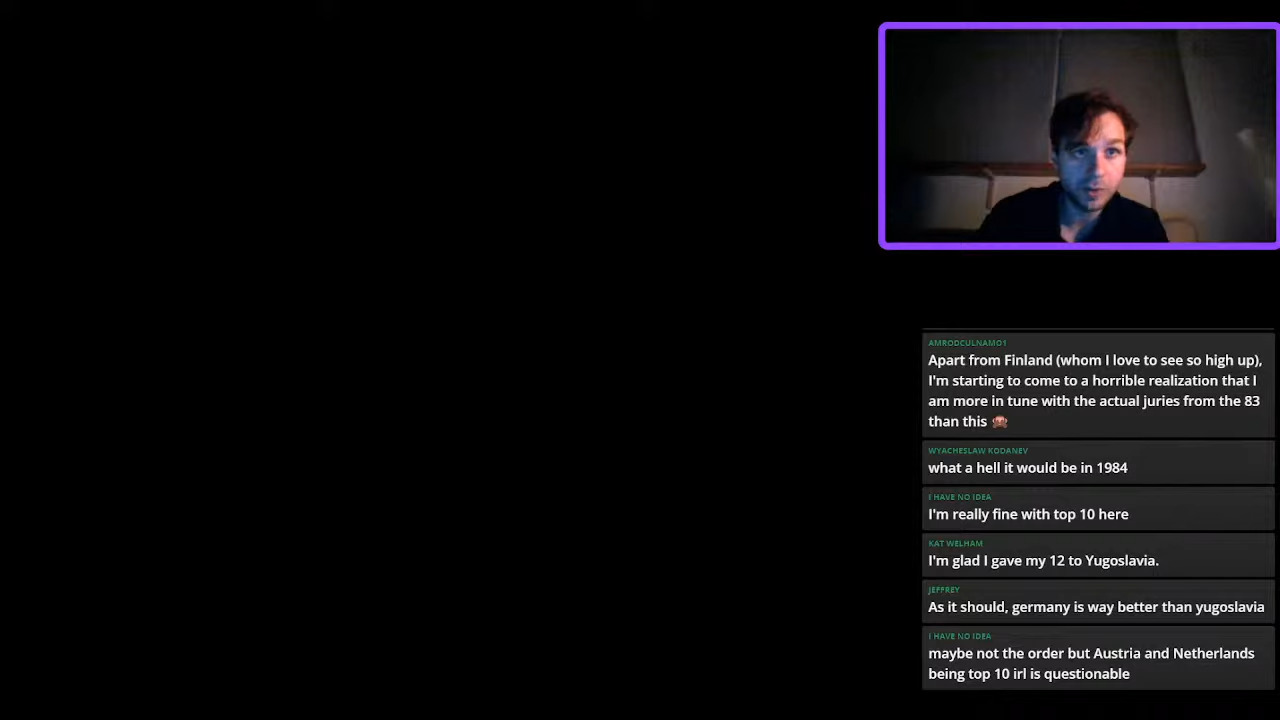 AMRODCULNAMO1
Apart from Finland (whom I love to see so high up),
I'm starting to come to a horrible realization that I
am more in tune with the actual juries from the 83
than this 🙊
WYACHESLAW KODANEV
what a hell it would be in 1984
I HAVE NO IDEA
I'm really fine with top 10 here
KAT WELHAM
I'm glad I gave my 12 to Yugoslavia.
JEFFREY
As it should, germany is way better than yugoslavia
I HAVE NO IDEA
maybe not the order but Austria and Netherlands
being top 10 irl is questionable